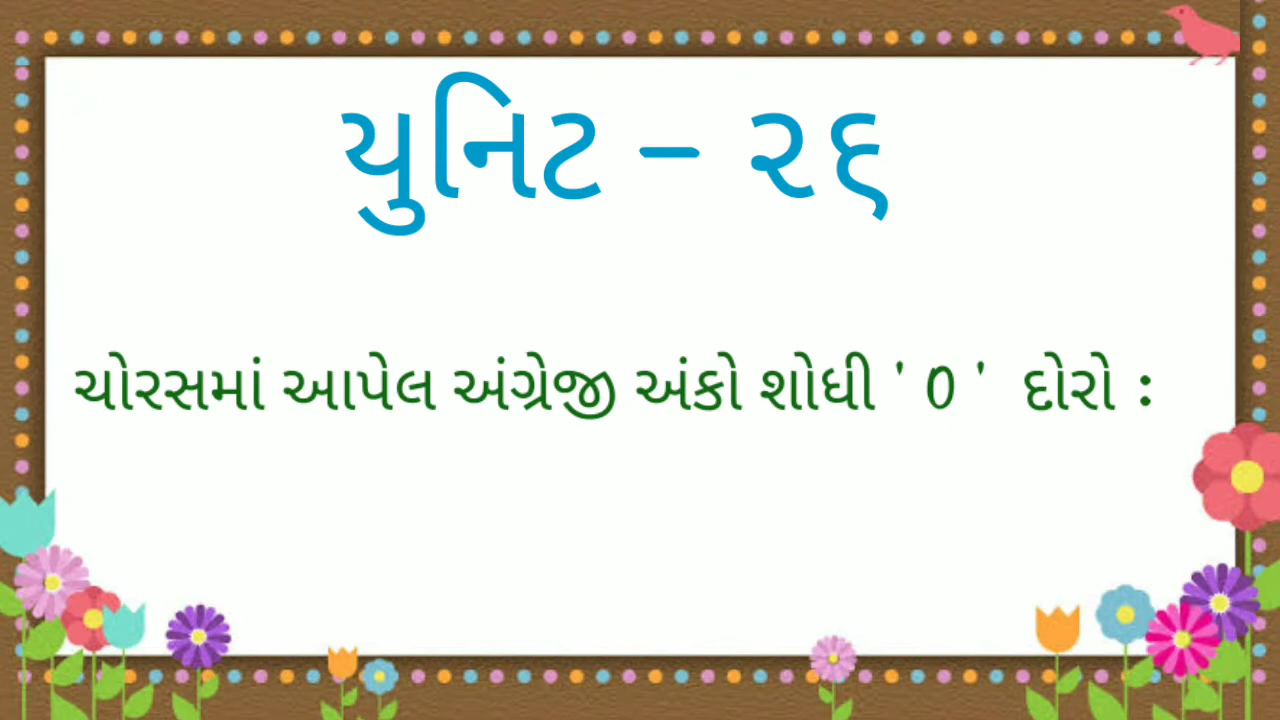 યુનિટ – ૨૬
ચોરસમાં આપેલ અંગ્રેજી અંકો શોધી ' 0 ' દોરો :